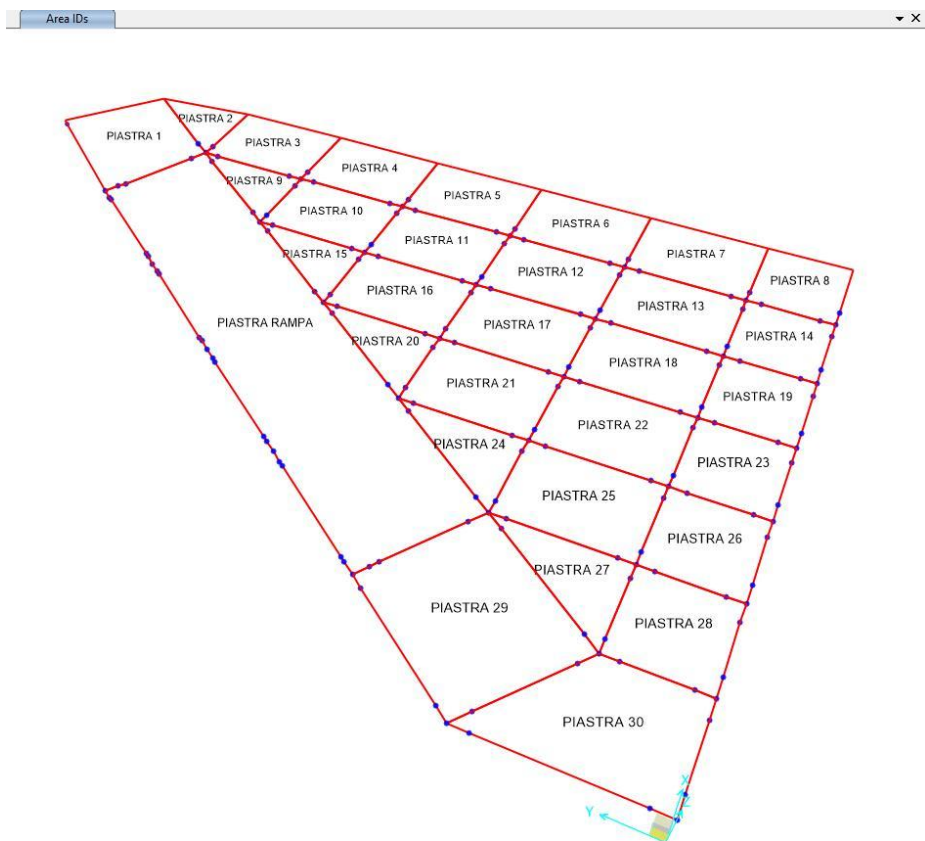 Area IDs
PIASTRA 1
PIASTRA 2
PIASTRA 3
PIASTRA 4
PIASTRA 5
PIASTRA 6
PIASTRA 7
PIASTRA 8
PIASTRA 9
PIASTRA 10
PIASTRA 11
PIASTRA 12
PIASTRA 13
PIASTRA 14
PIASTRA 15
PIASTRA 16
PIASTRA 17
PIASTRA 18
PIASTRA 19
PIASTRA RAMPA
PIASTRA 20
PIASTRA 21
PIASTRA 22
PIASTRA 23
PIASTRA 24
PIASTRA 25
PIASTRA 26
PIASTRA 27
PIASTRA 28
PIASTRA 29
PIASTRA 30
X
Z
Y